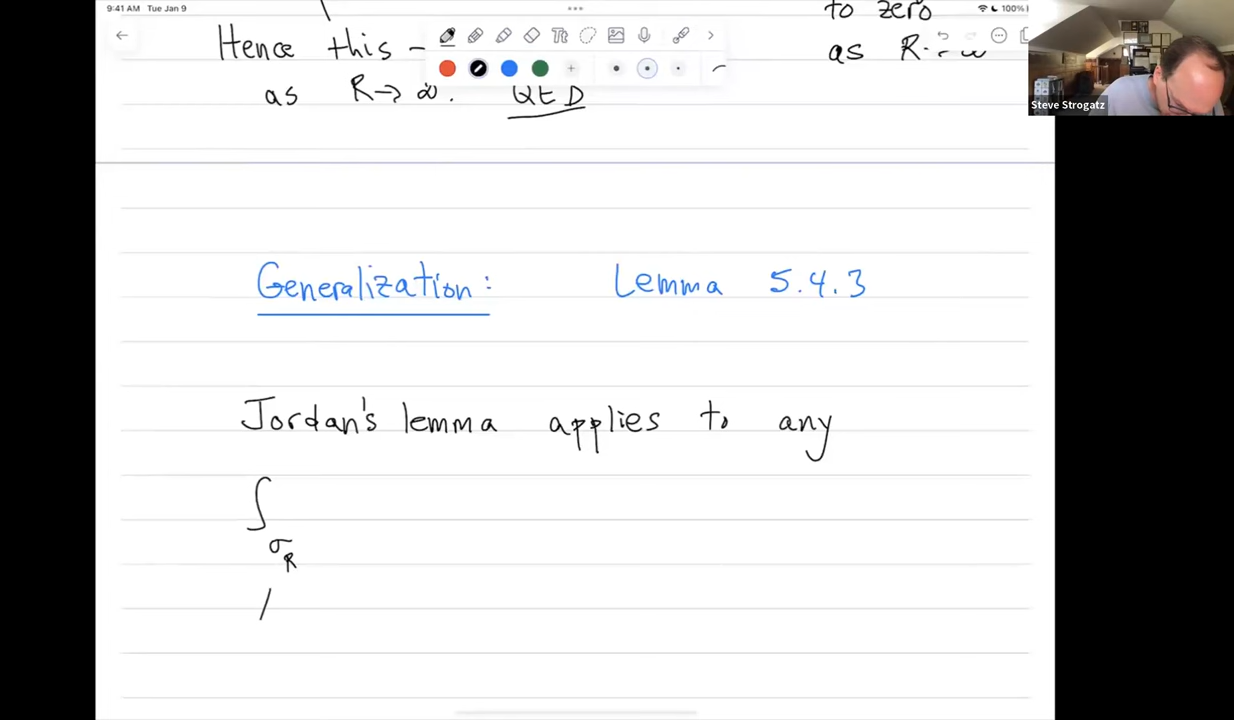 9:41 AM Tue Jan 9
100%
to zero
Hence this -
as R→
as R→ ∞. QED
Steve Strogatz
Generalization: Lemma 5.4.3
Jordan's lemma applies to any
∫
σ_R